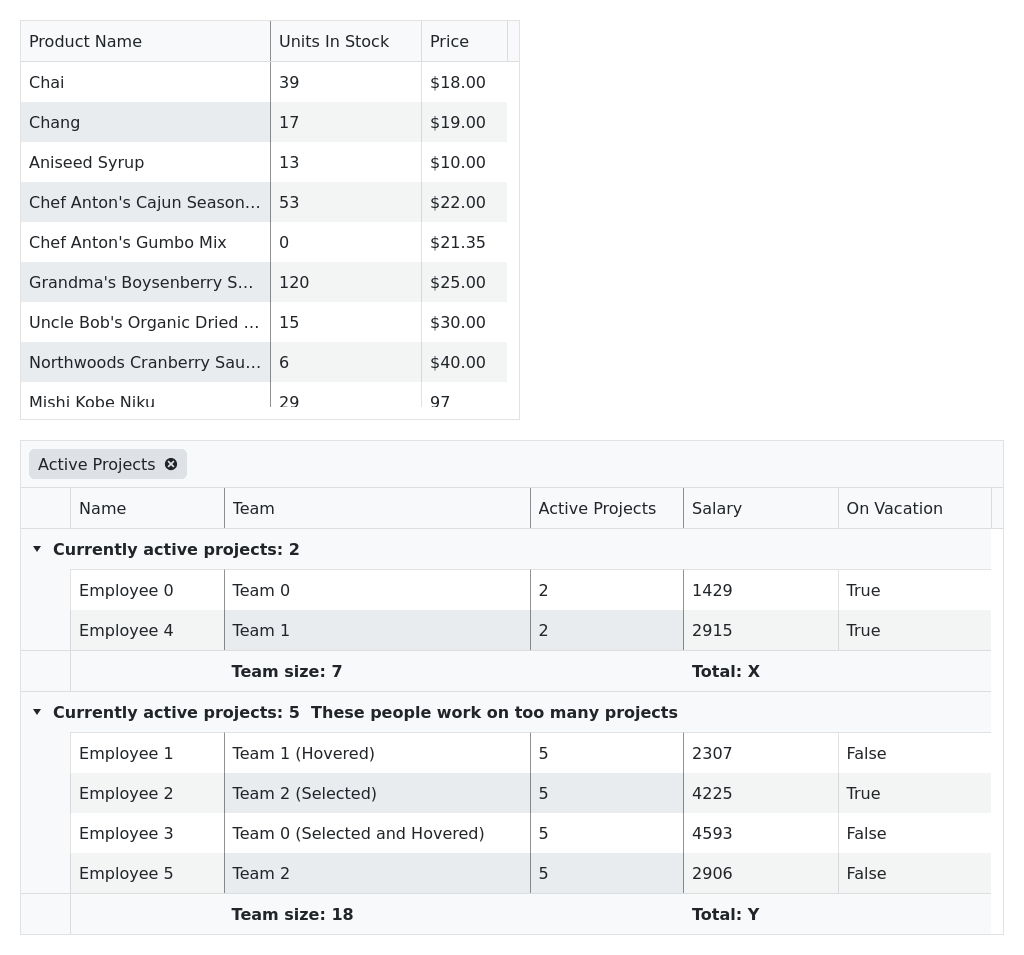 Product Name Units In Stock Price
Chai 39 $18.00
Chang 17 $19.00
Aniseed Syrup 13 $10.00
Chef Anton's Cajun Season… 53 $22.00
Chef Anton's Gumbo Mix 0 $21.35
Grandma's Boysenberry S… 120 $25.00
Uncle Bob's Organic Dried … 15 $30.00
Northwoods Cranberry Sau… 6 $40.00
Mishi Kobe Niku 29 97
Active Projects
Name Team Active Projects Salary On Vacation
Currently active projects: 2
Employee 0 Team 0 2 1429 True
Employee 4 Team 1 2 2915 True
Team size: 7 Total: X
Currently active projects: 5 These people work on too many projects
Employee 1 Team 1 (Hovered) 5 2307 False
Employee 2 Team 2 (Selected) 5 4225 True
Employee 3 Team 0 (Selected and Hovered) 5 4593 False
Employee 5 Team 2 5 2906 False
Team size: 18 Total: Y